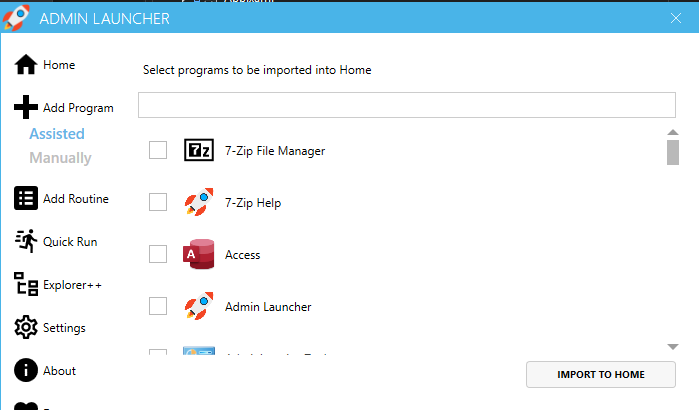 ADMIN LAUNCHER
Home
Select programs to be imported into Home
Add Program
Assisted
Manually
7-Zip File Manager
7-Zip Help
Add Routine
Quick Run
Access
Explorer++
Admin Launcher
Settings
About
IMPORT TO HOME